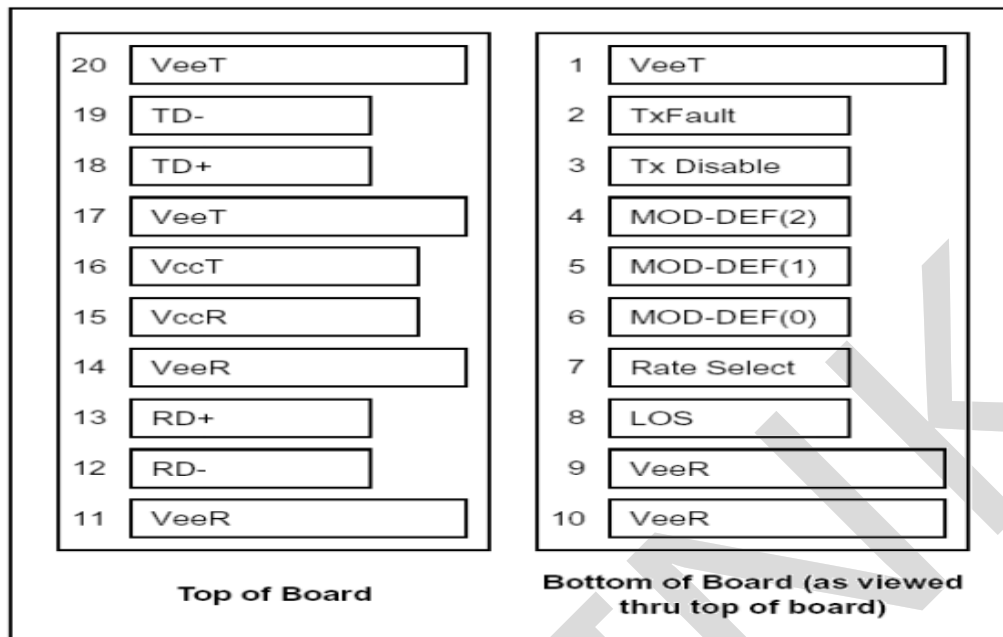 20 VeeT
19 TD-
18 TD+
17 VeeT
16 VccT
15 VccR
14 VeeR
13 RD+
12 RD-
11 VeeR
Top of Board
1 VeeT
2 TxFault
3 Tx Disable
4 MOD-DEF(2)
5 MOD-DEF(1)
6 MOD-DEF(0)
7 Rate Select
8 LOS
9 VeeR
10 VeeR
Bottom of Board (as viewed
thru top of board)